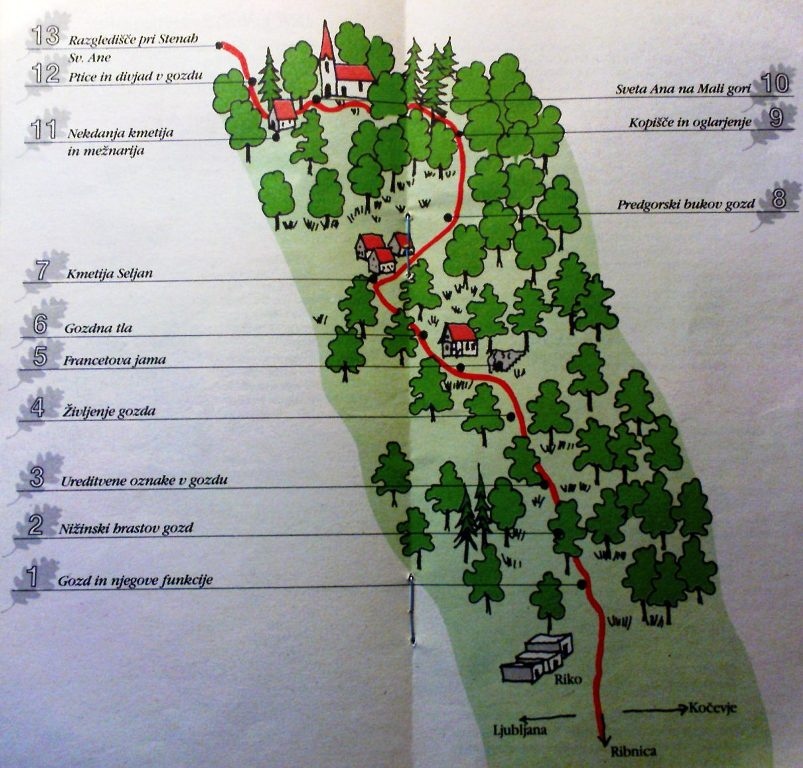 13 Razgledišče pri Stenah
Sv. Ane
12 Ptice in divjad v gozdu
11 Nekdanja kmetija
in mežnarija
Sveta Ana na Mali gori 10
Kopišče in oglarjenje 9
Predgorski bukov gozd 8
7 Kmetija Seljan
6 Gozdna tla
5 Francetova jama
4 Življenje gozda
3 Ureditvene oznake v gozdu
2 Nižinski hrastov gozd
1 Gozd in njegove funkcije
Riko
Kočevje
Ljubljana
Ribnica